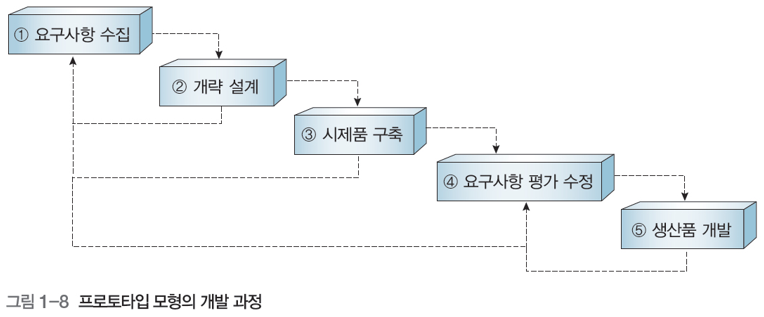 ① 요구사항 수집
② 개략 설계
③ 시제품 구축
④ 요구사항 평가 수정
⑤ 생산품 개발
그림 1-8 프로토타입 모형의 개발 과정